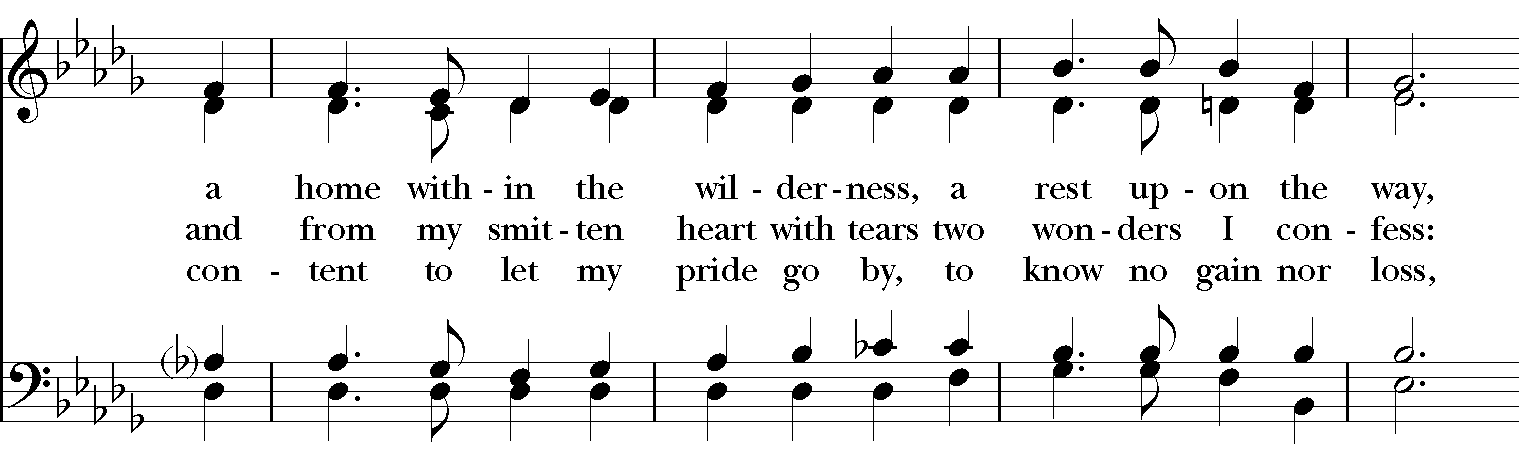 a home with - in the wil - der - ness, a rest up - on the way,
and from my smit - ten heart with tears two won - ders I con - fess:
con - tent to let my pride go by, to know no gain nor loss,